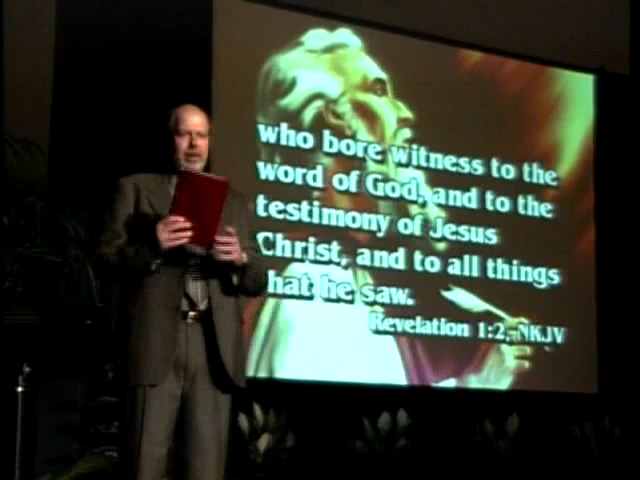 who bore witness to the
word of God, and to the
testimony of Jesus
Christ, and to all things
that he saw.
Revelation 1:2, NKJV